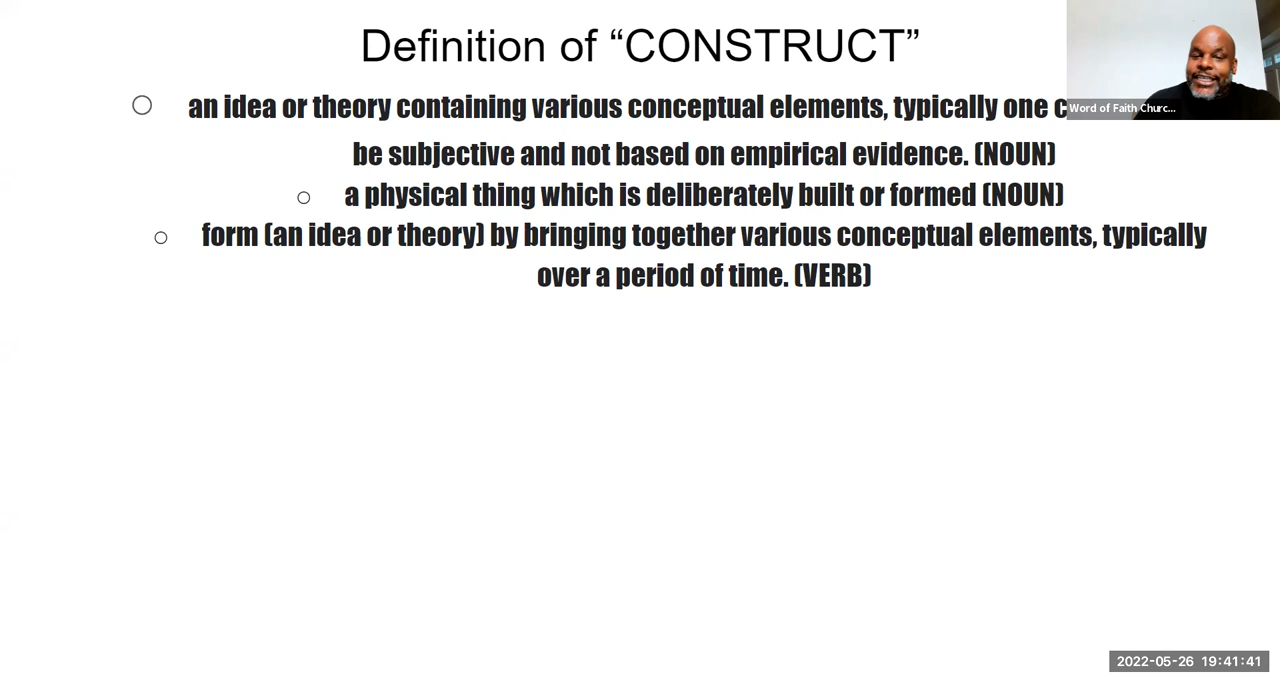 Definition of “CONSTRUCT”
an idea or theory containing various conceptual elements, typically one
be subjective and not based on empirical evidence. (NOUN)
a physical thing which is deliberately built or formed (NOUN)
form (an idea or theory) by bringing together various conceptual elements, typically
over a period of time. (VERB)
Word of Faith Churc...
2022-05-26 19:41:41